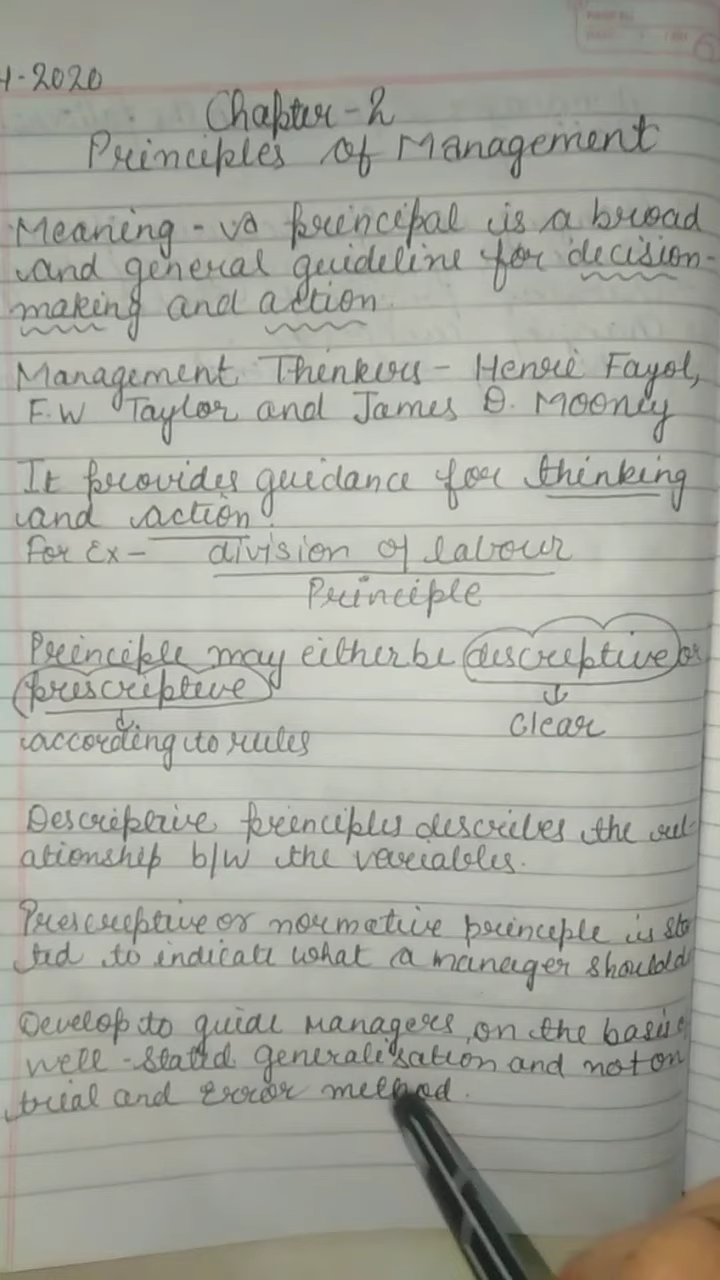 1-2020
Chapter-2
Principles of Management
Meaning - a principal is a broad
and general guideline for decision-
making and action.
Management Thinkers - Henri Fayol,
F.W Taylor and James D. Mooney
It provides guidance for thinking
and action.
For Ex- division of labour
Principle
Principle may either be descriptive or
prescriptive
Clear
according to rules
Descriptive principles describes the rel-
ationship b/w the variables.
Prescriptive or normative principle is sta
ted to indicate what a manager should d
Develop to guide managers, on the basis
well-stated generalisation and not on
trial and error method.